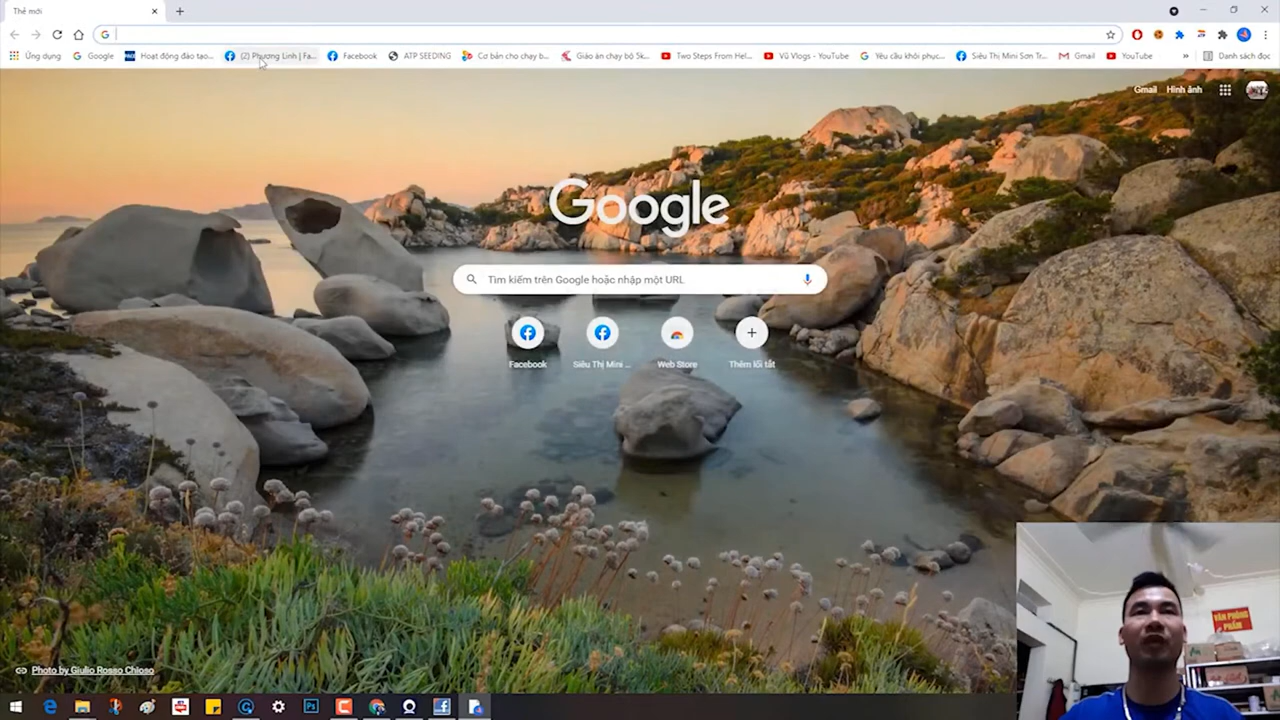 Thẻ mới
Ứng dụng
Google
Hoạt động đào tạo...
(2) Phương Linh | Fa...
Facebook
ATP SEEDING
Cơ bản cho chạy b...
Giáo án chạy bộ 5k...
Two Steps From Hel...
Vũ Vlogs - YouTube
Yêu cầu khôi phục...
Siêu Thị Mini Sơn Tr...
Gmail
YouTube
»
Danh sách đọc
Gmail
Hình ảnh
Google
Tìm kiếm trên Google hoặc nhập một URL
Facebook
Siêu Thị Mini ...
Web Store
Thêm lối tắt
VĂN PHÒNG
PHẨM
Photo by Giulio Rosso Chioso